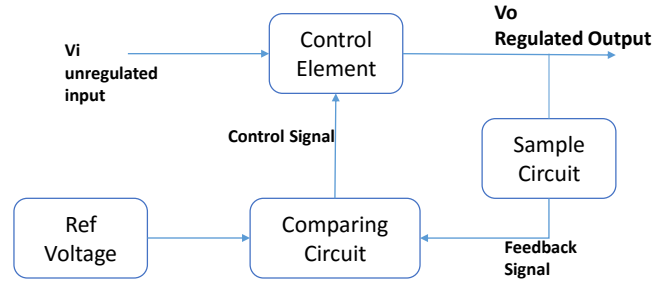 Vo
Regulated Output
Control
Element
Vi
unregulated
input
Control Signal
Sample
Circuit
Ref
Voltage
Comparing
Circuit
Feedback
Signal